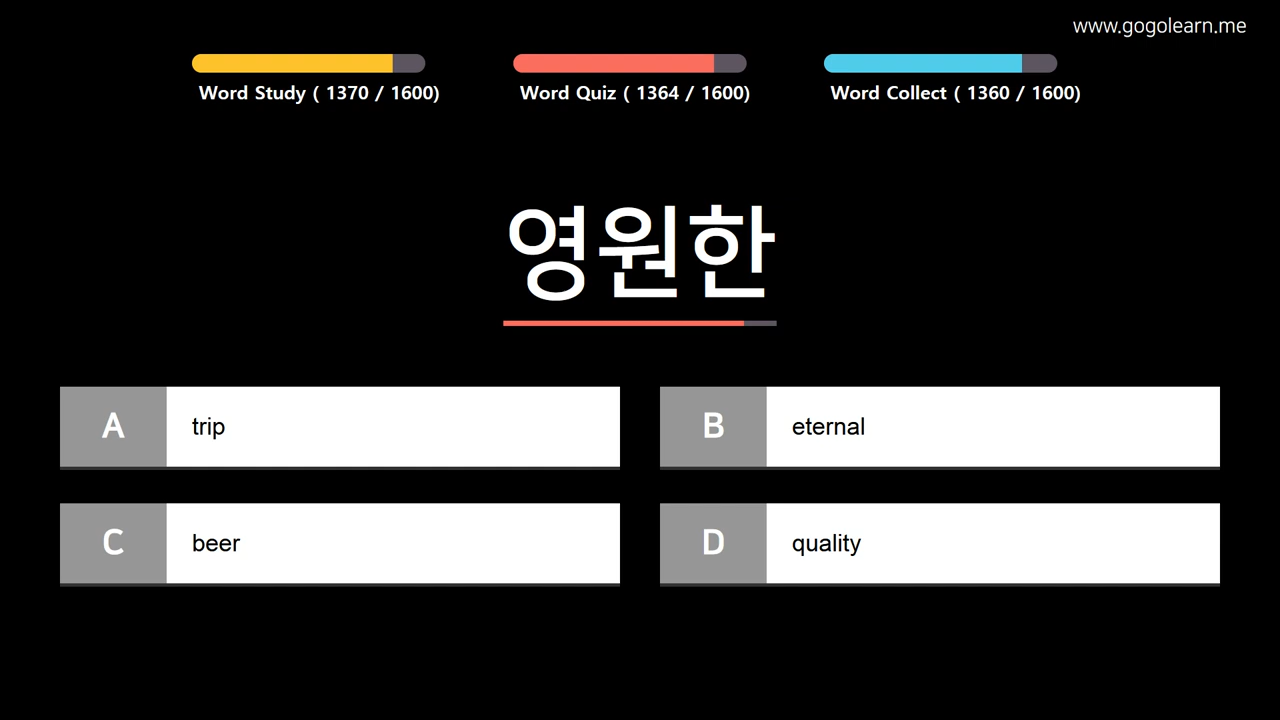 www.gogolearn.me
Word Study ( 1370 / 1600)
Word Quiz ( 1364 / 1600)
Word Collect ( 1360 / 1600)
영원한
A trip
B eternal
C beer
D quality